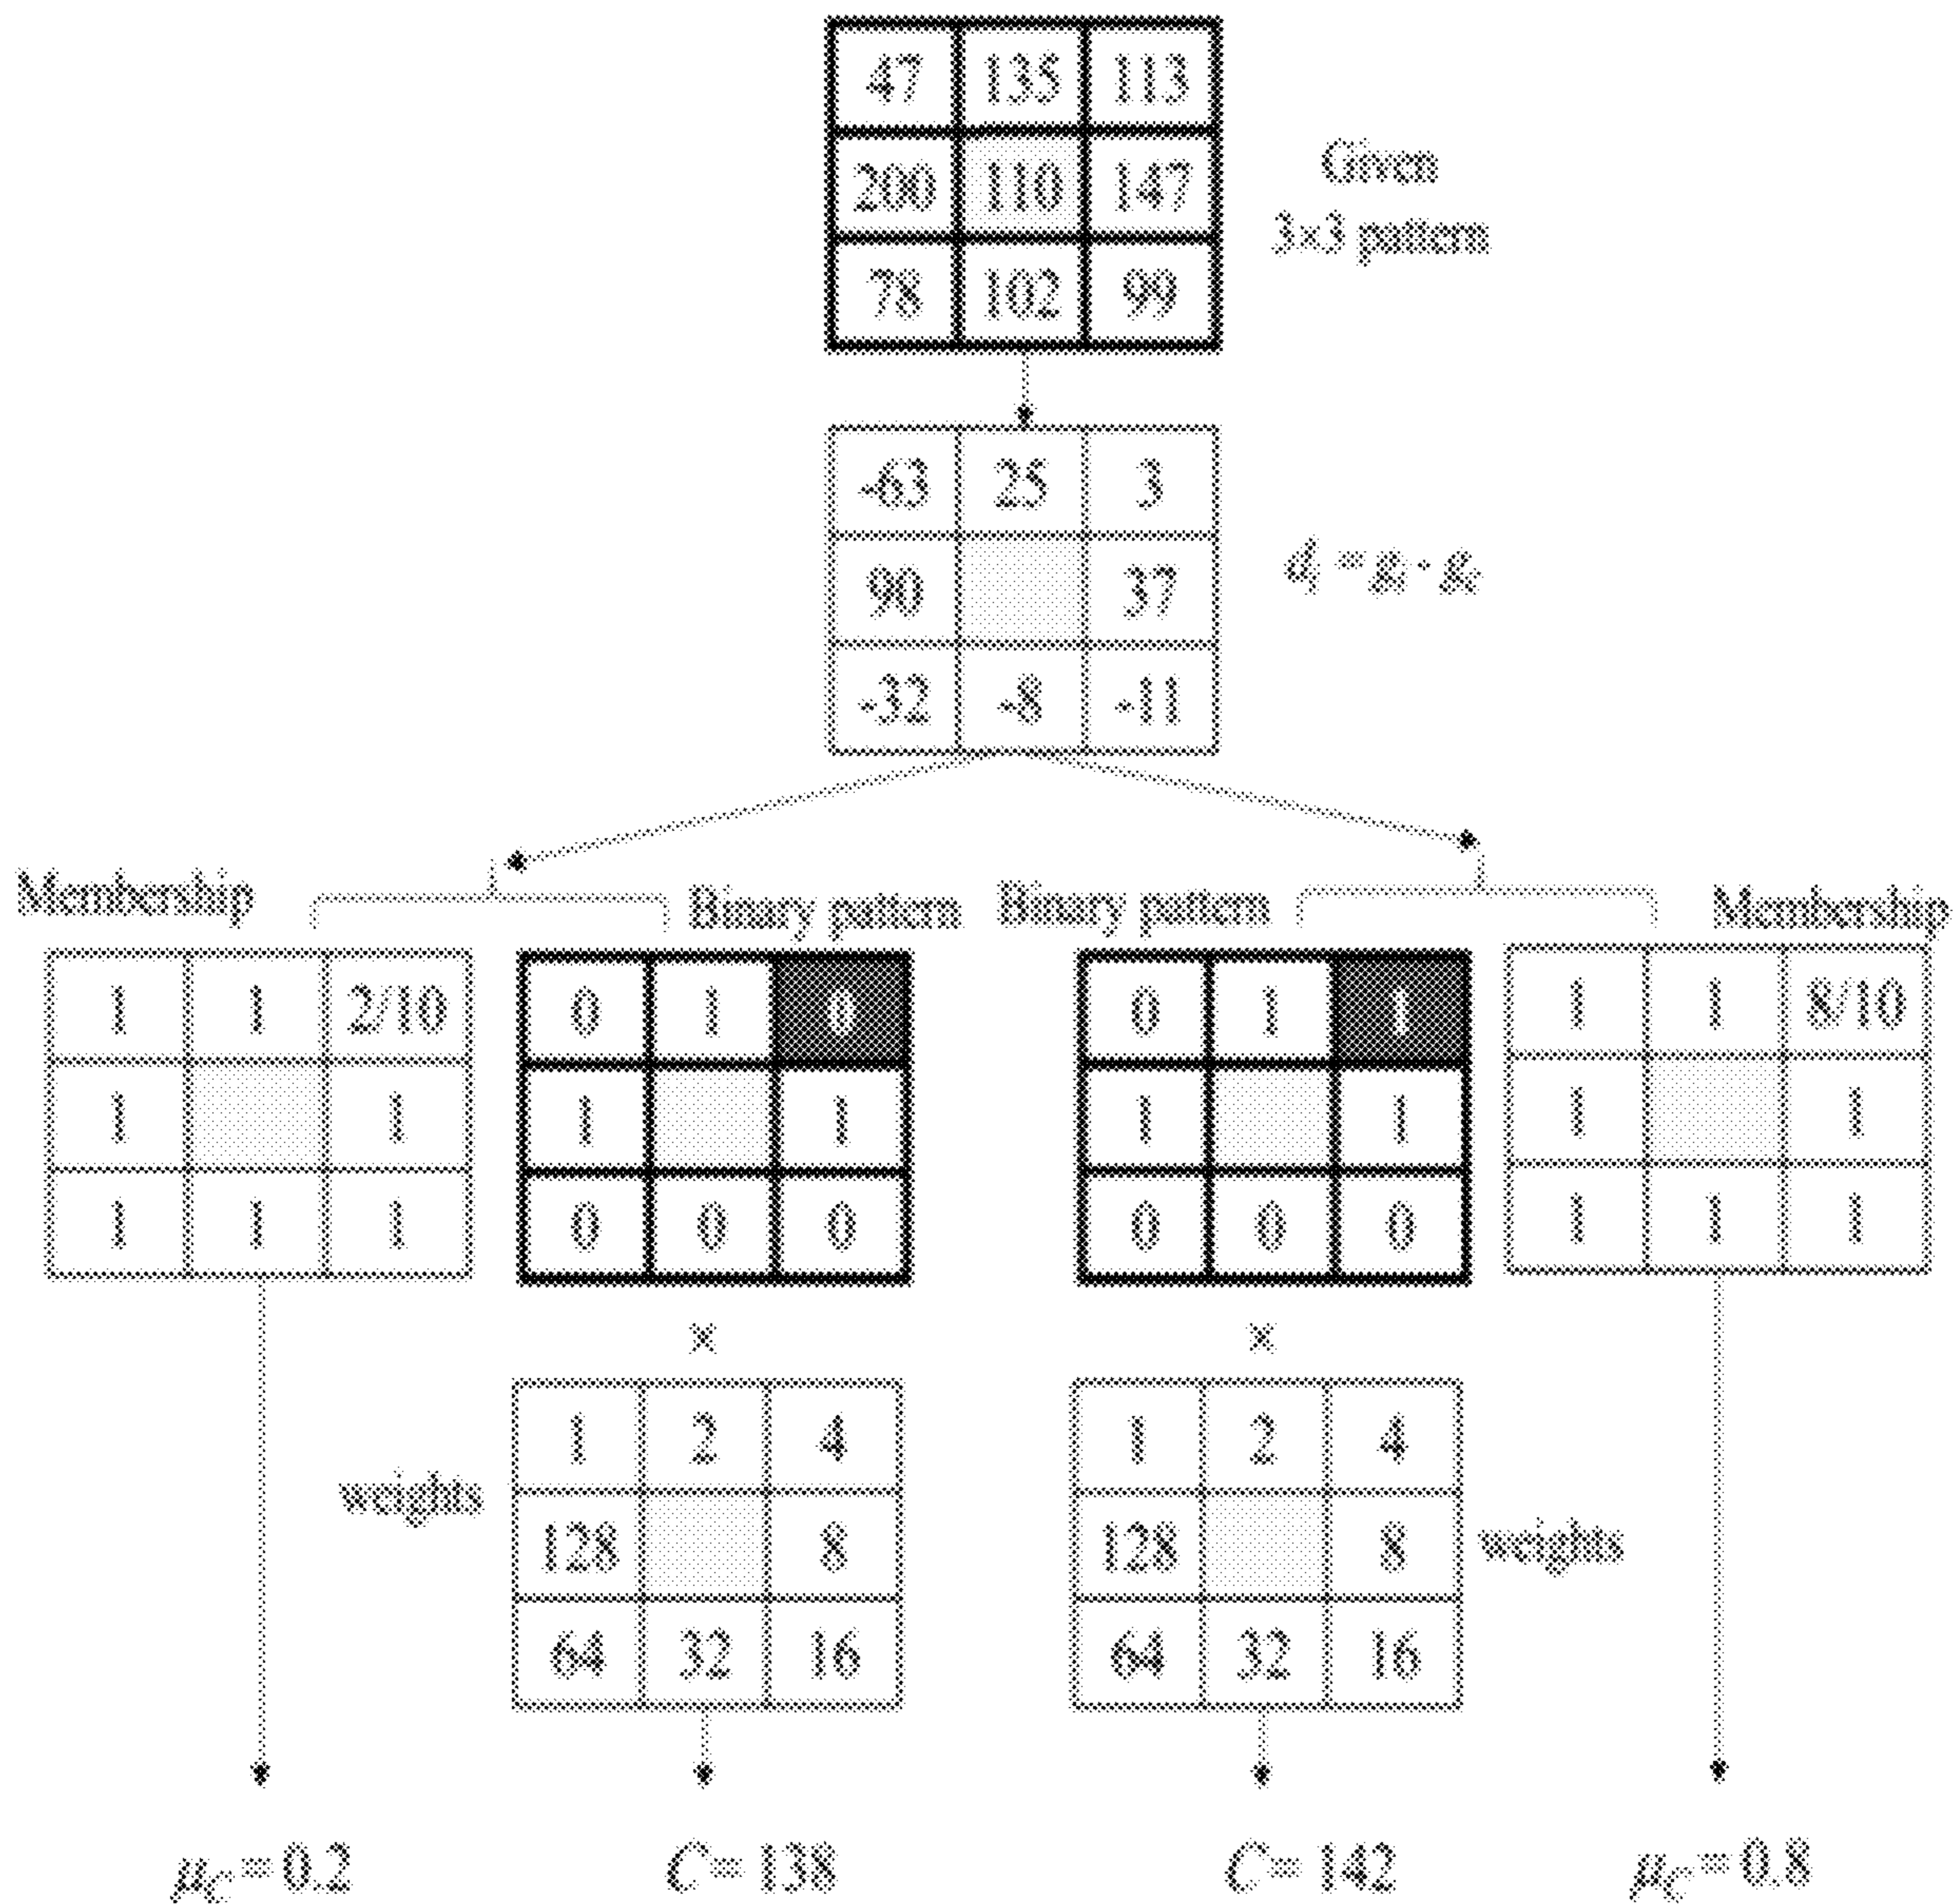 47 135 113
200 110 147
78 102 99
Given
3×3 pattern
-63 25 3
90 37
-32 -8 -11
dᵢ = gᵢ - g꜀
Membership
Binary pattern
Binary pattern
Membership
1 1 2/10
1 1
1 1 1
0 1 0
1 1
0 0 0
0 1 1
1 1
0 0 0
1 1 8/10
1 1
1 1 1
×
×
weights
1 2 4
128 8
64 32 16
1 2 4
128 8
64 32 16
weights
μ_C = 0.2
C = 138
C = 142
μ_C = 0.8